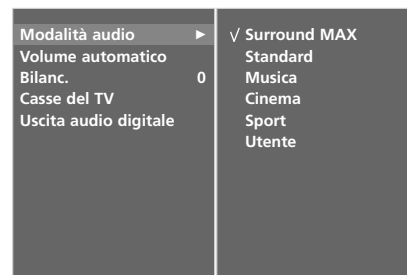 Modalità audio ►
Volume automatico
Bilanc. 0
Casse del TV
Uscita audio digitale
√ Surround MAX
Standard
Musica
Cinema
Sport
Utente